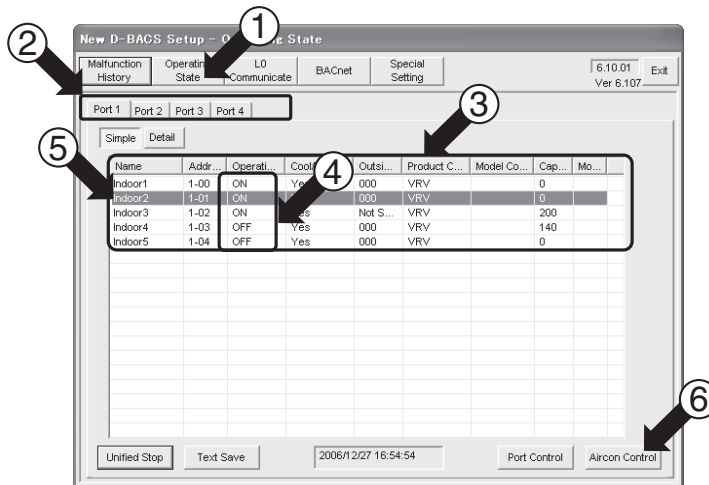 New D-BACS Setup - O g State
1
Malfunction History
Operatin State
L0 Communicate
BACnet
Special Setting
6.10.01
Ver 6.107
Exit
2
Port 1 Port 2 Port 3 Port 4
3
Simple Detail
5
4
Name Addr... Operati... Cool/ Outsi... Product C... Model Co... Cap... Mo...
Indoor1 1-00 ON Yes 000 VRV 0
Indoor2 1-01 ON 000 VRV 0
Indoor3 1-02 ON Not S... VRV 200
Indoor4 1-03 OFF Yes 000 VRV 140
Indoor5 1-04 OFF Yes 000 VRV 0
6
Unified Stop Text Save 2006/12/27 16:54:54 Port Control Aircon Control